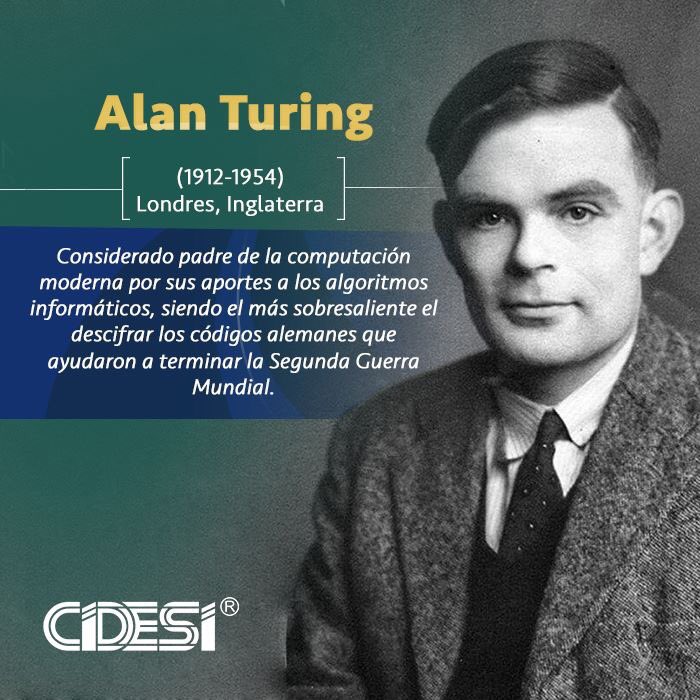 Alan Turing
(1912-1954)
Londres, Inglaterra
Considerado padre de la computación
moderna por sus aportes a los algoritmos
informáticos, siendo el más sobresaliente el
descifrar los códigos alemanes que
ayudaron a terminar la Segunda Guerra
Mundial.
CIDESI®